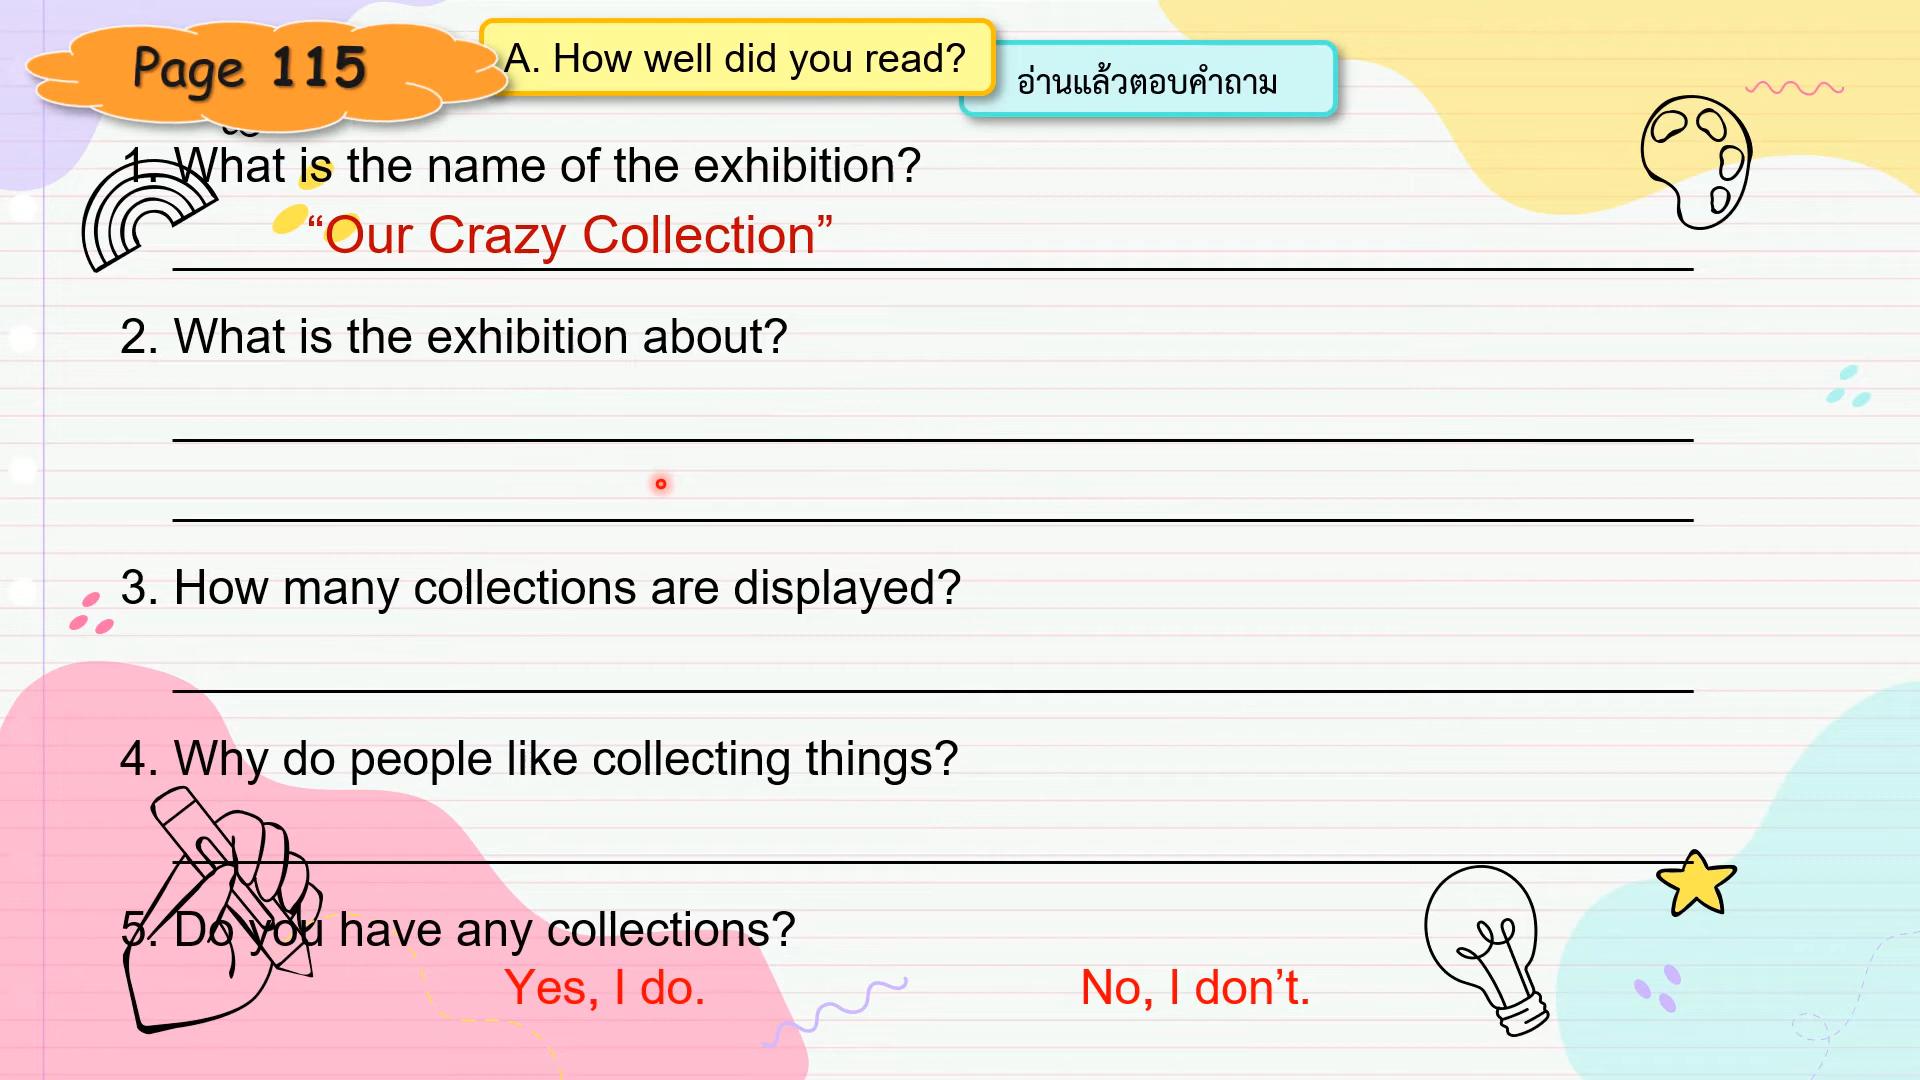 Page 115
A. How well did you read?
อ่านแล้วตอบคำถาม
1. What is the name of the exhibition?
“Our Crazy Collection”
2. What is the exhibition about?
3. How many collections are displayed?
4. Why do people like collecting things?
5. Do you have any collections?
Yes, I do. No, I don’t.